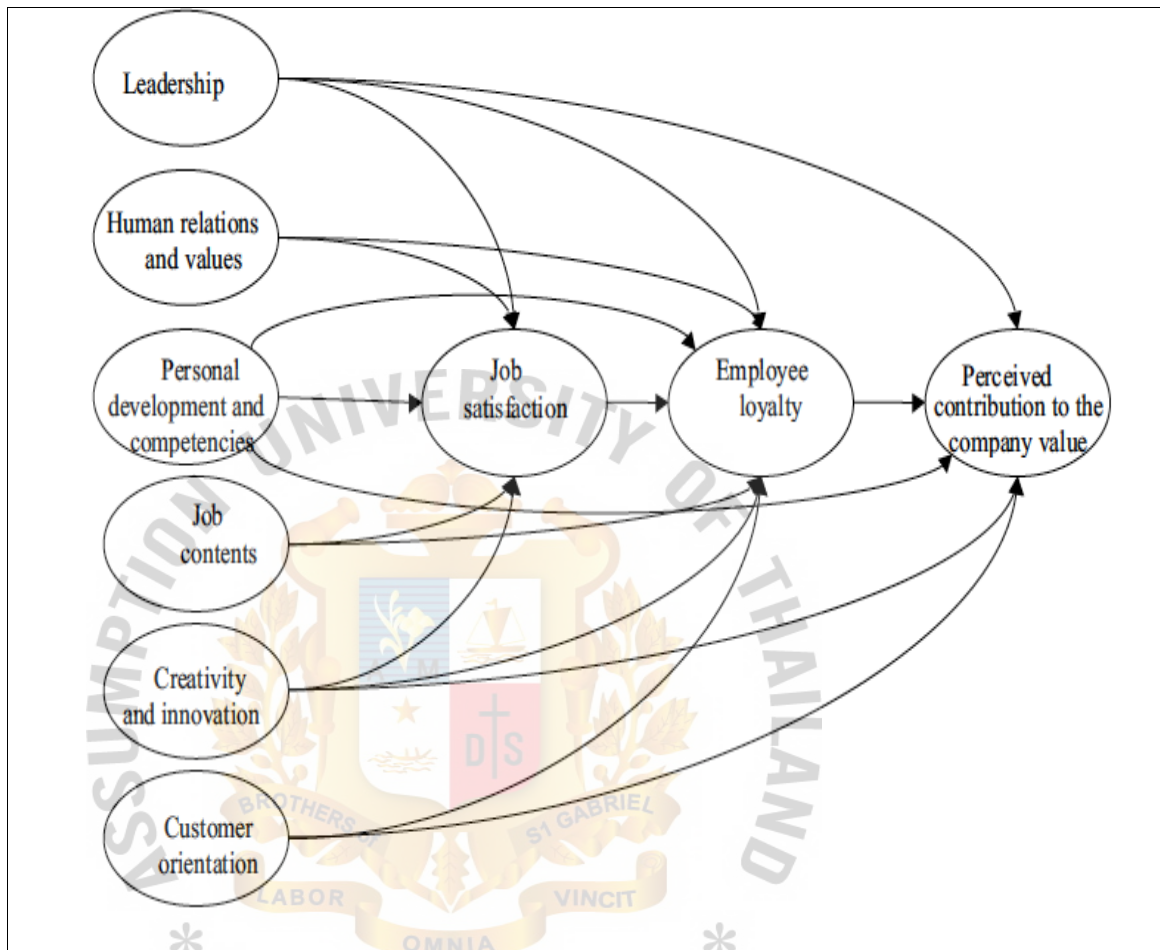 Leadership
Human relations
and values
Personal
development and
competencies
Job
contents
Creativity
and innovation
Customer
orientation
Job
satisfaction
Employee
loyalty
Perceived
contribution to the
company value
ASSUMPTION UNIVERSITY OF THAILAND
A M
D S
BROTHERS OF
S1 GABRIEL
LABOR
VINCIT
OMNIA
* *